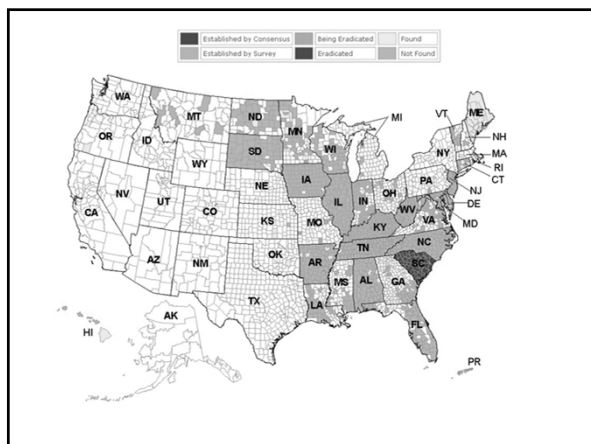 Established by Consensus Being Eradicated Found
Established by Survey Eradicated Not Found
WA
MT
ND
MN
MI
VT
ME
OR
ID
SD
WI
NY
NH
MA
WY
RI
CT
NE
IA
PA
NJ
NV
UT
CO
IL
IN
OH
DE
CA
KS
MO
WV
VA
MD
KY
AZ
NM
OK
AR
TN
NC
SC
TX
MS
AL
GA
LA
FL
AK
HI
PR